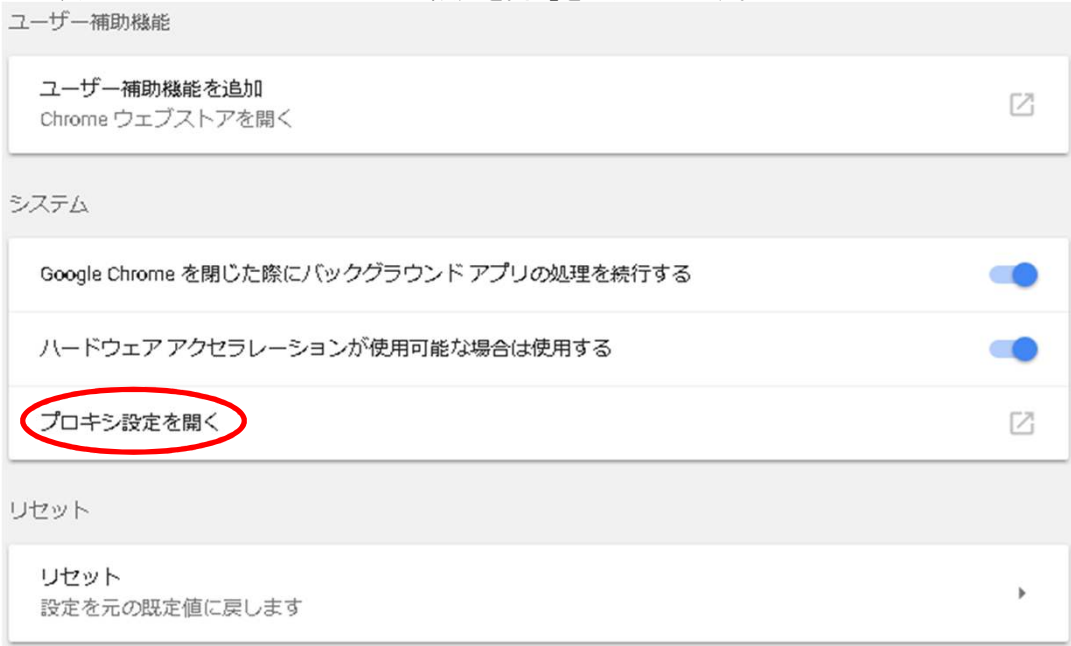 ユーザー補助機能
ユーザー補助機能を追加
Chrome ウェブストアを開く
システム
Google Chrome を閉じた際にバックグラウンド アプリの処理を続行する
ハードウェア アクセラレーションが使用可能な場合は使用する
プロキシ設定を開く
リセット
リセット
設定を元の既定値に戻します